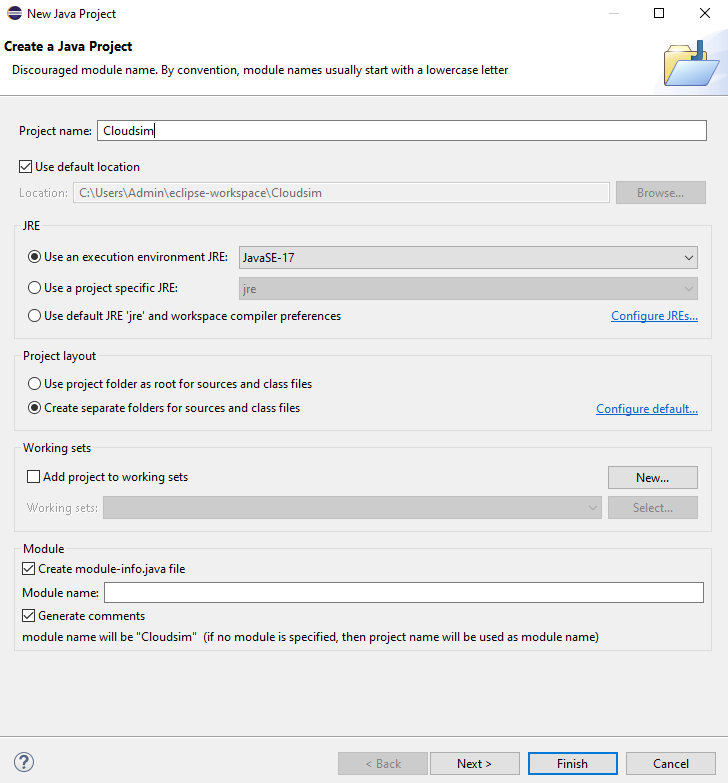 New Java Project
Create a Java Project
Discouraged module name. By convention, module names usually start with a lowercase letter
Project name: Cloudsim
Use default location
Location: C:\Users\Admin\eclipse-workspace\Cloudsim Browse...
JRE
Use an execution environment JRE: JavaSE-17
Use a project specific JRE: jre
Use default JRE 'jre' and workspace compiler preferences Configure JREs...
Project layout
Use project folder as root for sources and class files
Create separate folders for sources and class files Configure default...
Working sets
Add project to working sets New...
Working sets: Select...
Module
Create module-info.java file
Module name:
Generate comments
module name will be "Cloudsim" (if no module is specified, then project name will be used as module name)
? < Back Next > Finish Cancel